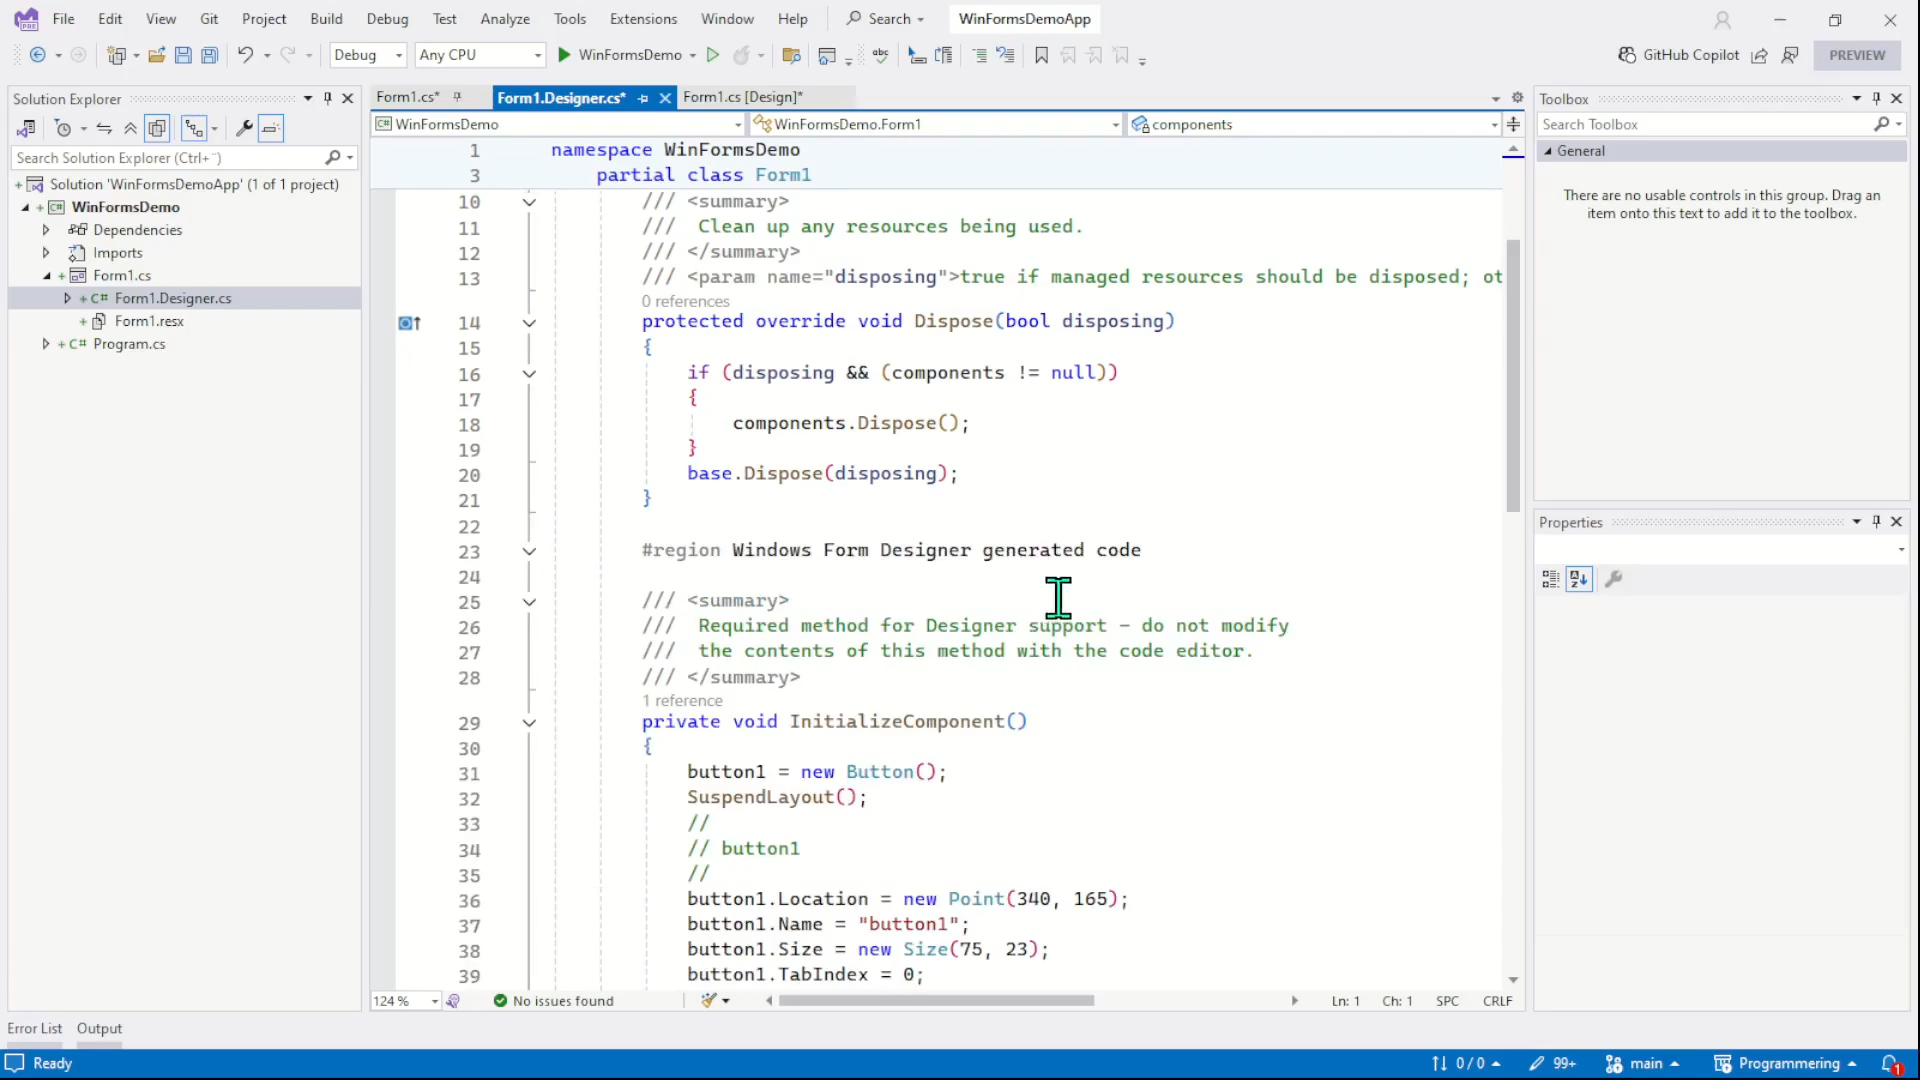 File Edit View Git Project Build Debug Test Analyze Tools Extensions Window Help Search WinFormsDemoApp
Debug Any CPU WinFormsDemo abc GitHub Copilot PREVIEW
Solution Explorer
Search Solution Explorer (Ctrl+¨)
Solution 'WinFormsDemoApp' (1 of 1 project)
WinFormsDemo
Dependencies
Imports
Form1.cs
C# Form1.Designer.cs
Form1.resx
C# Program.cs
Form1.cs* Form1.Designer.cs* Form1.cs [Design]*
C# WinFormsDemo WinFormsDemo.Form1 components
1 namespace WinFormsDemo
3 partial class Form1
10 /// <summary>
11 /// Clean up any resources being used.
12 /// </summary>
13 /// <param name="disposing">true if managed resources should be disposed; ot
0 references
14 protected override void Dispose(bool disposing)
15 {
16 if (disposing && (components != null))
17 {
18 components.Dispose();
19 }
20 base.Dispose(disposing);
21 }
22
23 #region Windows Form Designer generated code
24
25 /// <summary>
26 /// Required method for Designer support - do not modify
27 /// the contents of this method with the code editor.
28 /// </summary>
1 reference
29 private void InitializeComponent()
30 {
31 button1 = new Button();
32 SuspendLayout();
33 //
34 // button1
35 //
36 button1.Location = new Point(340, 165);
37 button1.Name = "button1";
38 button1.Size = new Size(75, 23);
39 button1.TabIndex = 0;
124 % No issues found Ln: 1 Ch: 1 SPC CRLF
Toolbox
Search Toolbox
General
There are no usable controls in this group. Drag an
item onto this text to add it to the toolbox.
Properties
Error List Output
Ready 0 / 0 99+ main Programmering 1